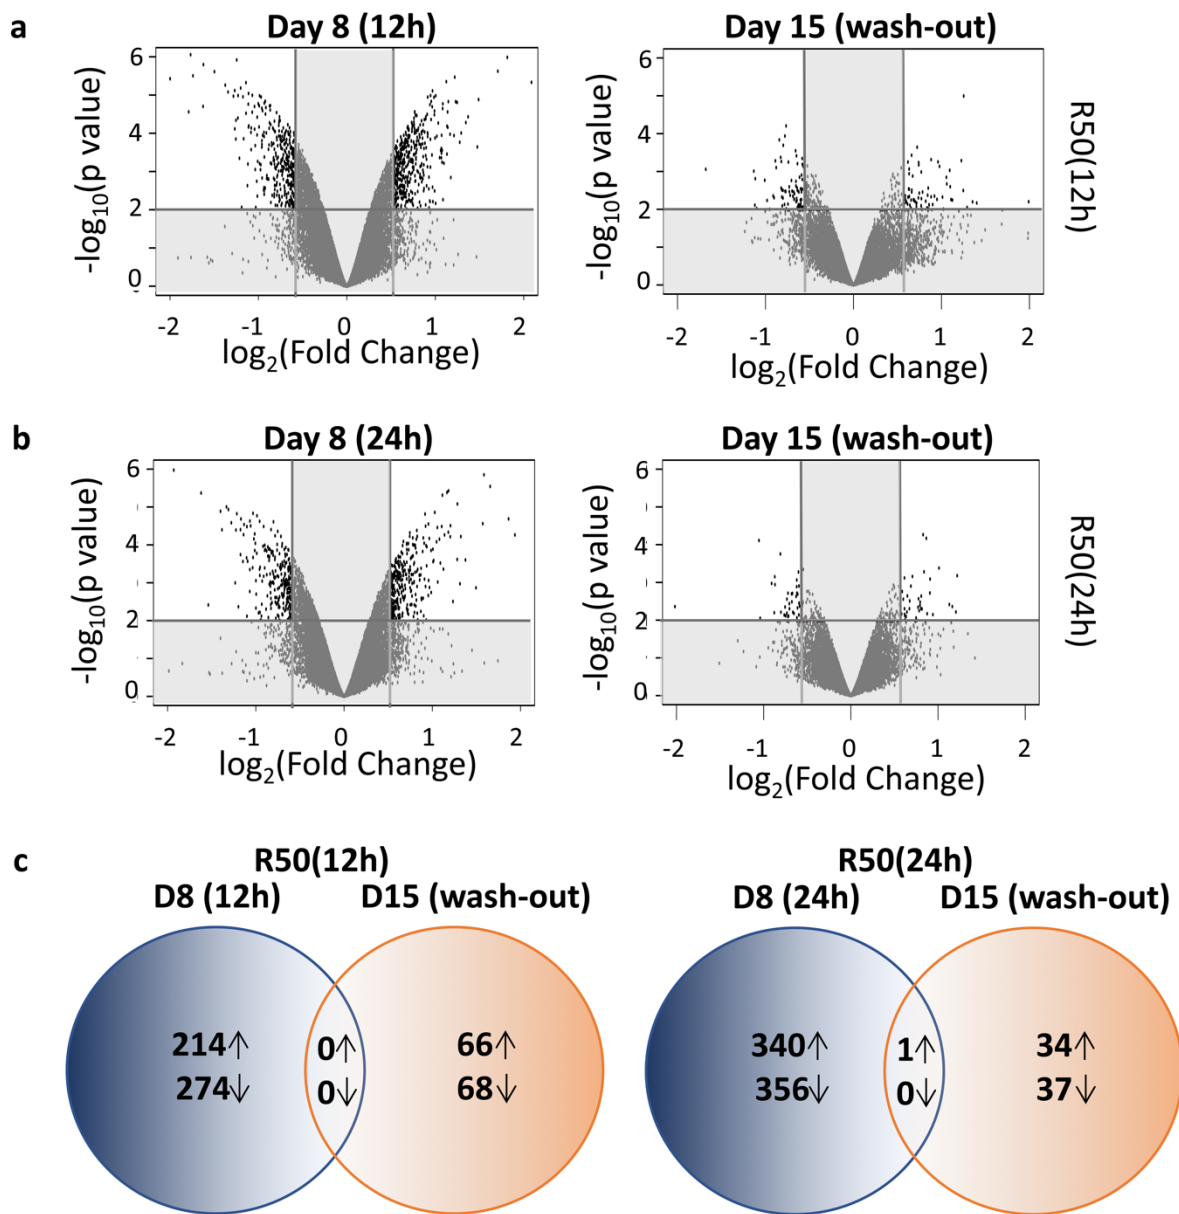 a
Day 8 (12h)
Day 15 (wash-out)
6
4
2
0
-log10(p value)
-2
-1
0
1
2
log2(Fold Change)
6
4
2
0
-log10(p value)
-2
-1
0
1
2
log2(Fold Change)
R50(12h)
b
Day 8 (24h)
Day 15 (wash-out)
6
4
2
0
-log10(p value)
-2
-1
0
1
2
log2(Fold Change)
6
4
2
0
-log10(p value)
-2
-1
0
1
2
log2(Fold Change)
R50(24h)
c
R50(12h)
D8 (12h)
D15 (wash-out)
214↑
0↑
66↑
274↓
0↓
68↓
R50(24h)
D8 (24h)
D15 (wash-out)
340↑
1↑
34↑
356↓
0↓
37↓